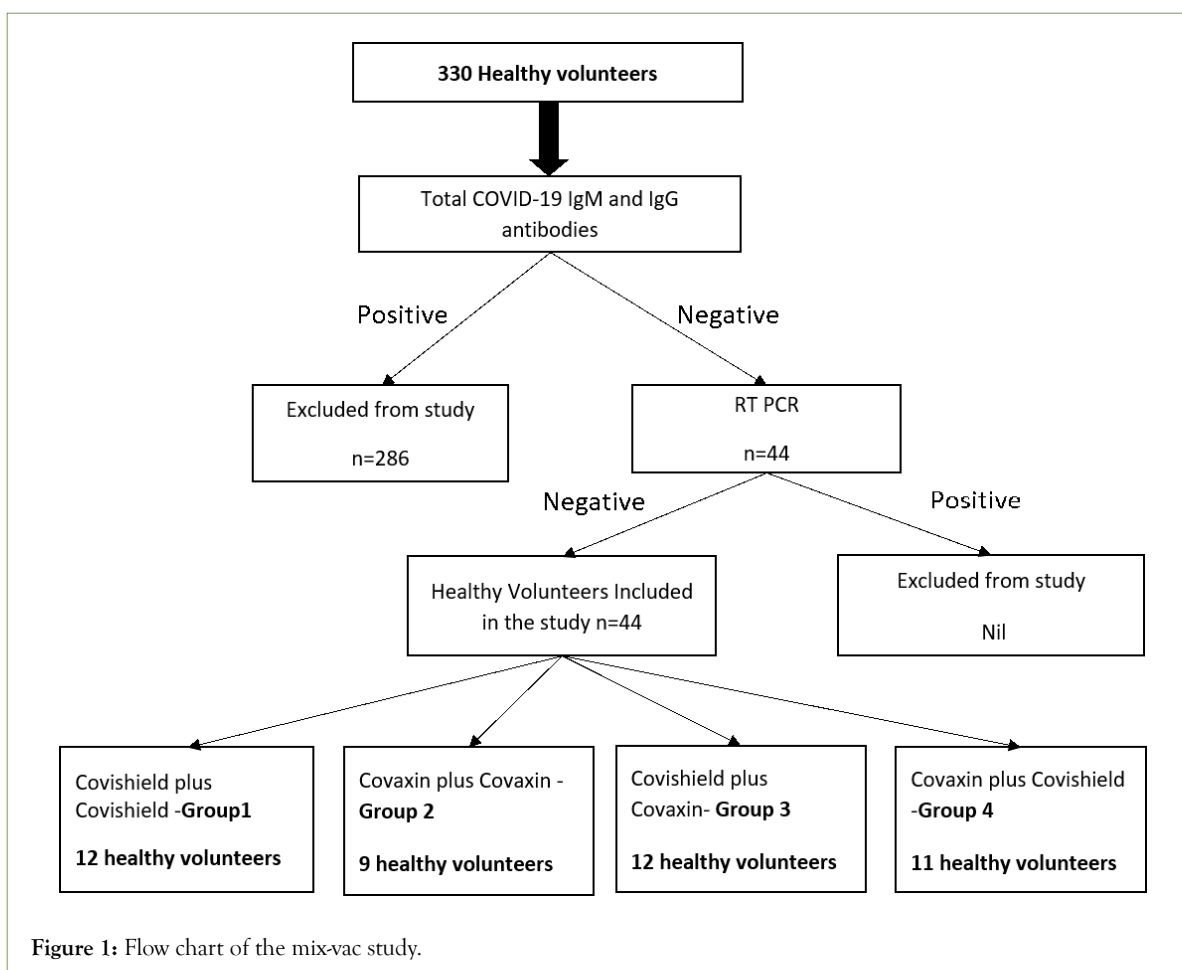 330 Healthy volunteers
Total COVID-19 IgM and IgG
antibodies
Positive
Negative
Excluded from study
n=286
RT PCR
n=44
Negative
Positive
Healthy Volunteers Included
in the study n=44
Excluded from study
Nil
Covishield plus
Covishield -Group1
12 healthy volunteers
Covaxin plus Covaxin -
Group 2
9 healthy volunteers
Covishield plus
Covaxin- Group 3
12 healthy volunteers
Covaxin plus Covishield
-Group 4
11 healthy volunteers
Figure 1: Flow chart of the mix-vac study.